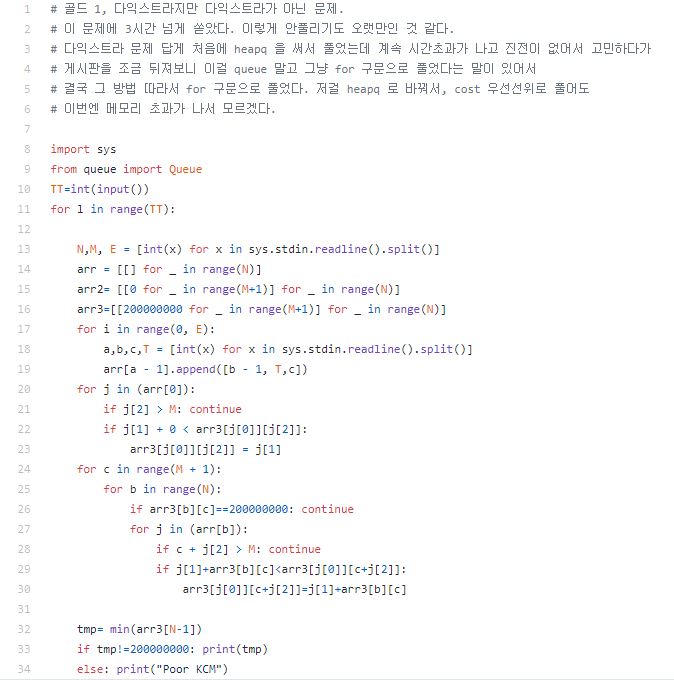 1 # 골드 1, 다익스트라지만 다익스트라가 아닌 문제.
2 # 이 문제에 3시간 넘게 쏟았다. 이렇게 안풀리기도 오랫만인 것 같다.
3 # 다익스트라 문제 답게 처음에 heapq 을 써서 풀었는데 계속 시간초과가 나고 진전이 없어서 고민하다가
4 # 게시판을 조금 뒤져보니 이걸 queue 말고 그냥 for 구문으로 풀었다는 말이 있어서
5 # 결국 그 방법 따라서 for 구문으로 풀었다. 저걸 heapq 로 바꿔서, cost 우선선위로 풀어도
6 # 이번엔 메모리 초과가 나서 모르겠다.
7
8 import sys
9 from queue import Queue
10 TT=int(input())
11 for l in range(TT):
12
13     N,M, E = [int(x) for x in sys.stdin.readline().split()]
14     arr = [[] for _ in range(N)]
15     arr2= [[0 for _ in range(M+1)] for _ in range(N)]
16     arr3=[[200000000 for _ in range(M+1)] for _ in range(N)]
17     for i in range(0, E):
18         a,b,c,T = [int(x) for x in sys.stdin.readline().split()]
19         arr[a - 1].append([b - 1, T,c])
20     for j in (arr[0]):
21         if j[2] > M: continue
22         if j[1] + 0 < arr3[j[0]][j[2]]:
23             arr3[j[0]][j[2]] = j[1]
24     for c in range(M + 1):
25         for b in range(N):
26             if arr3[b][c]==200000000: continue
27             for j in (arr[b]):
28                 if c + j[2] > M: continue
29                 if j[1]+arr3[b][c]<arr3[j[0]][c+j[2]]:
30                     arr3[j[0]][c+j[2]]=j[1]+arr3[b][c]
31
32     tmp= min(arr3[N-1])
33     if tmp!=200000000: print(tmp)
34     else: print("Poor KCM")